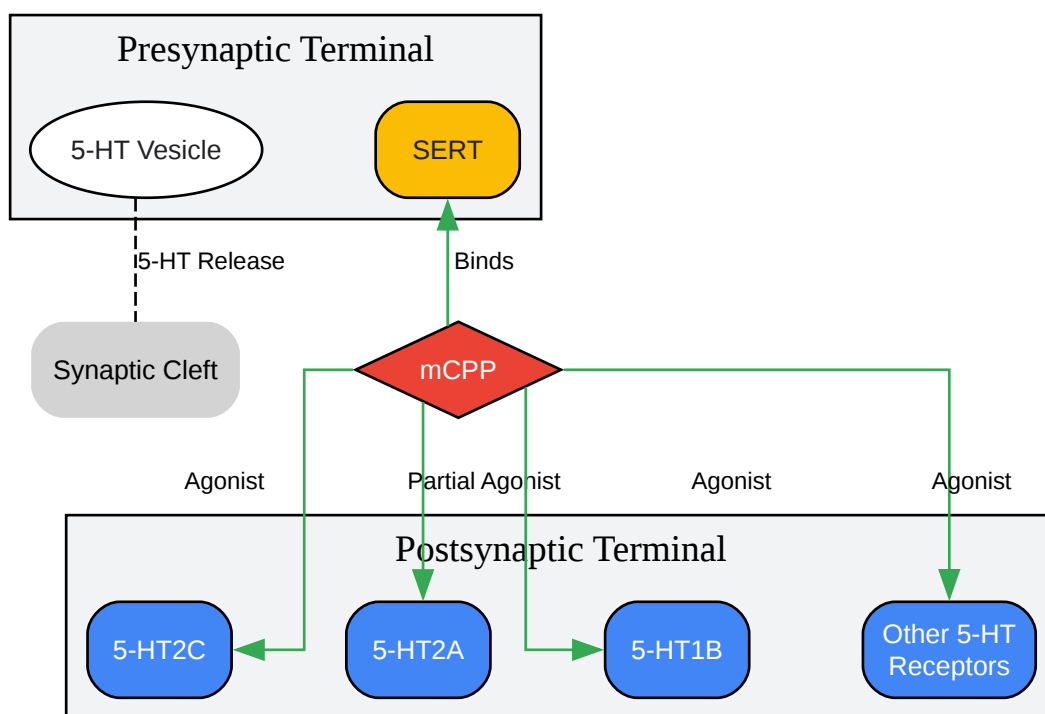 Presynaptic Terminal
5-HT Vesicle
SERT
5-HT Release
Binds
Synaptic Cleft
mCPP
Agonist
Partial Agonist
Agonist
Agonist
Postsynaptic Terminal
5-HT2C
5-HT2A
5-HT1B
Other 5-HT
Receptors